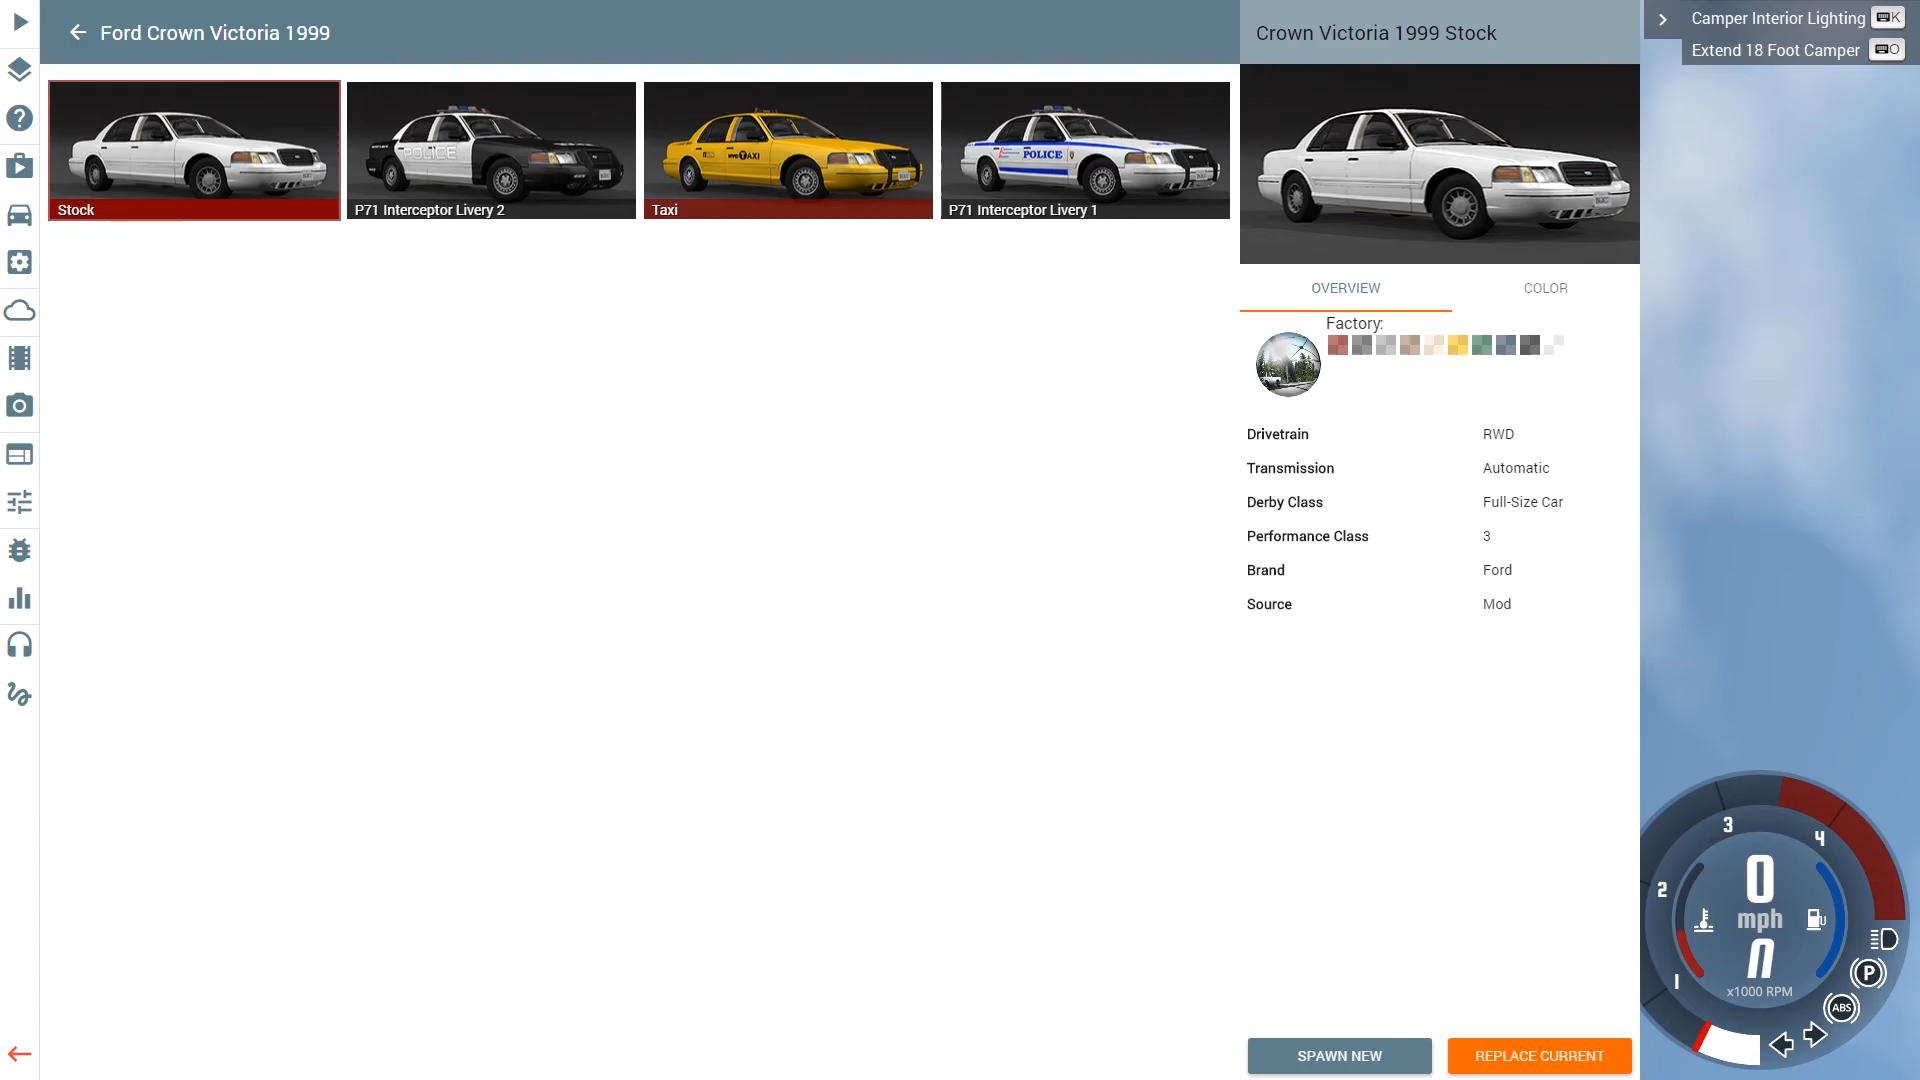 Ford Crown Victoria 1999
Crown Victoria 1999 Stock
Camper Interior Lighting K
Extend 18 Foot Camper O
Stock
P71 Interceptor Livery 2
Taxi
P71 Interceptor Livery 1
POLICE
NYC TAXI
POLICE
OVERVIEW
COLOR
Factory:
Drivetrain RWD
Transmission Automatic
Derby Class Full-Size Car
Performance Class 3
Brand Ford
Source Mod
SPAWN NEW
REPLACE CURRENT
1
2
3
4
0
mph
n
x1000 RPM
P
ABS